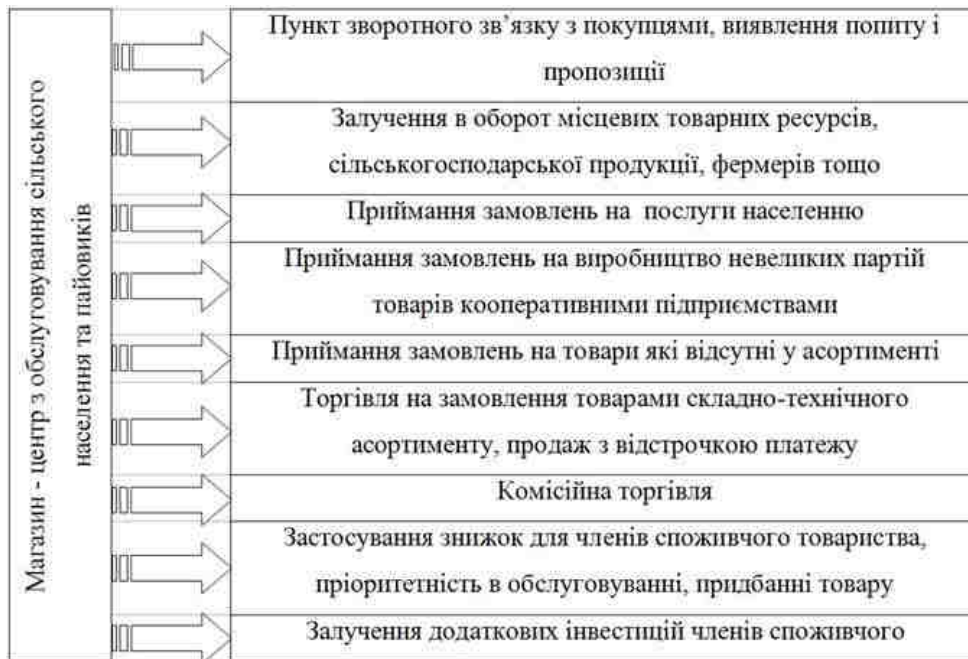 Магазин - центр з обслуговування сільського
населення та пайовиків
Пункт зворотного зв’язку з покупцями, виявлення попиту і
пропозиції
Залучення в оборот місцевих товарних ресурсів,
сільськогосподарської продукції, фермерів тощо
Приймання замовлень на послуги населенню
Приймання замовлень на виробництво невеликих партій
товарів кооперативними підприємствами
Приймання замовлень на товари які відсутні у асортименті
Торгівля на замовлення товарами складно-технічного
асортименту, продаж з відстрочкою платежу
Комісійна торгівля
Застосування знижок для членів споживчого товариства,
пріоритетність в обслуговуванні, придбанні товару
Залучення додаткових інвестицій членів споживчого